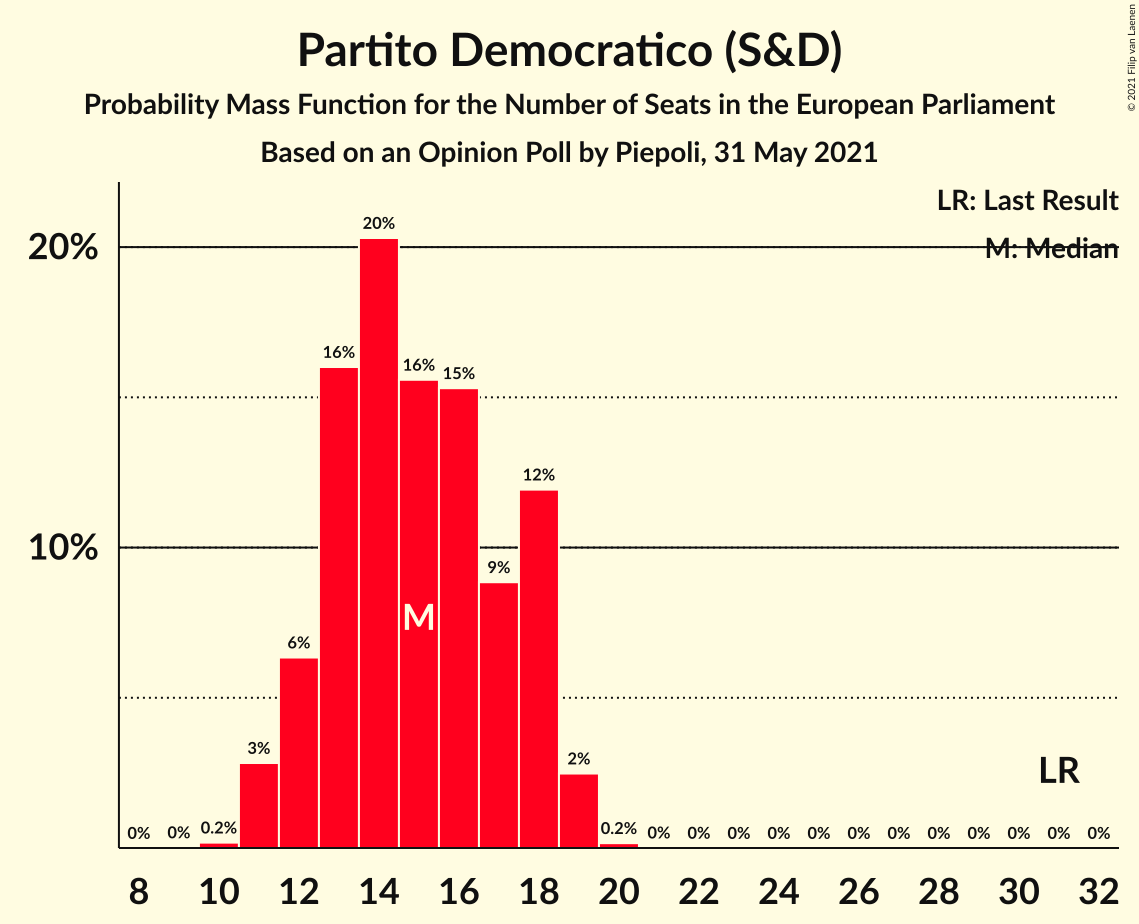 Partito Democratico (S&D)
Probability Mass Function for the Number of Seats in the European Parliament
Based on an Opinion Poll by Piepoli, 31 May 2021
© 2021 Filip van Laenen
LR: Last Result
M: Median
20%
10%
0% 0% 0.2% 3% 6% 16% 20% 16% 15% 9% 12% 2% 0.2% 0% 0% 0% 0% 0% 0% 0% 0% 0% 0% 0% 0%
M
LR
8 10 12 14 16 18 20 22 24 26 28 30 32